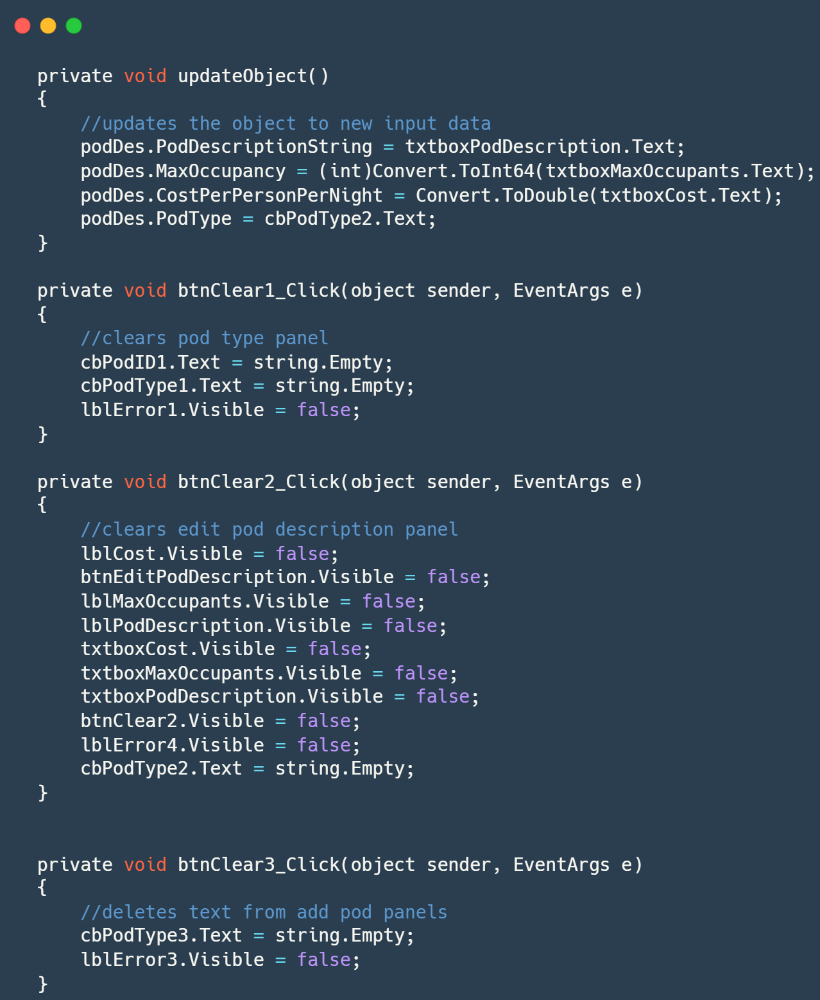 private void updateObject()
{
    //updates the object to new input data
    podDes.PodDescriptionString = txtboxPodDescription.Text;
    podDes.MaxOccupancy = (int)Convert.ToInt64(txtboxMaxOccupants.Text);
    podDes.CostPerPersonPerNight = Convert.ToDouble(txtboxCost.Text);
    podDes.PodType = cbPodType2.Text;
}

private void btnClear1_Click(object sender, EventArgs e)
{
    //clears pod type panel
    cbPodID1.Text = string.Empty;
    cbPodType1.Text = string.Empty;
    lblError1.Visible = false;
}

private void btnClear2_Click(object sender, EventArgs e)
{
    //clears edit pod description panel
    lblCost.Visible = false;
    btnEditPodDescription.Visible = false;
    lblMaxOccupants.Visible = false;
    lblPodDescription.Visible = false;
    txtboxCost.Visible = false;
    txtboxMaxOccupants.Visible = false;
    txtboxPodDescription.Visible = false;
    btnClear2.Visible = false;
    lblError4.Visible = false;
    cbPodType2.Text = string.Empty;
}

private void btnClear3_Click(object sender, EventArgs e)
{
    //deletes text from add pod panels
    cbPodType3.Text = string.Empty;
    lblError3.Visible = false;
}